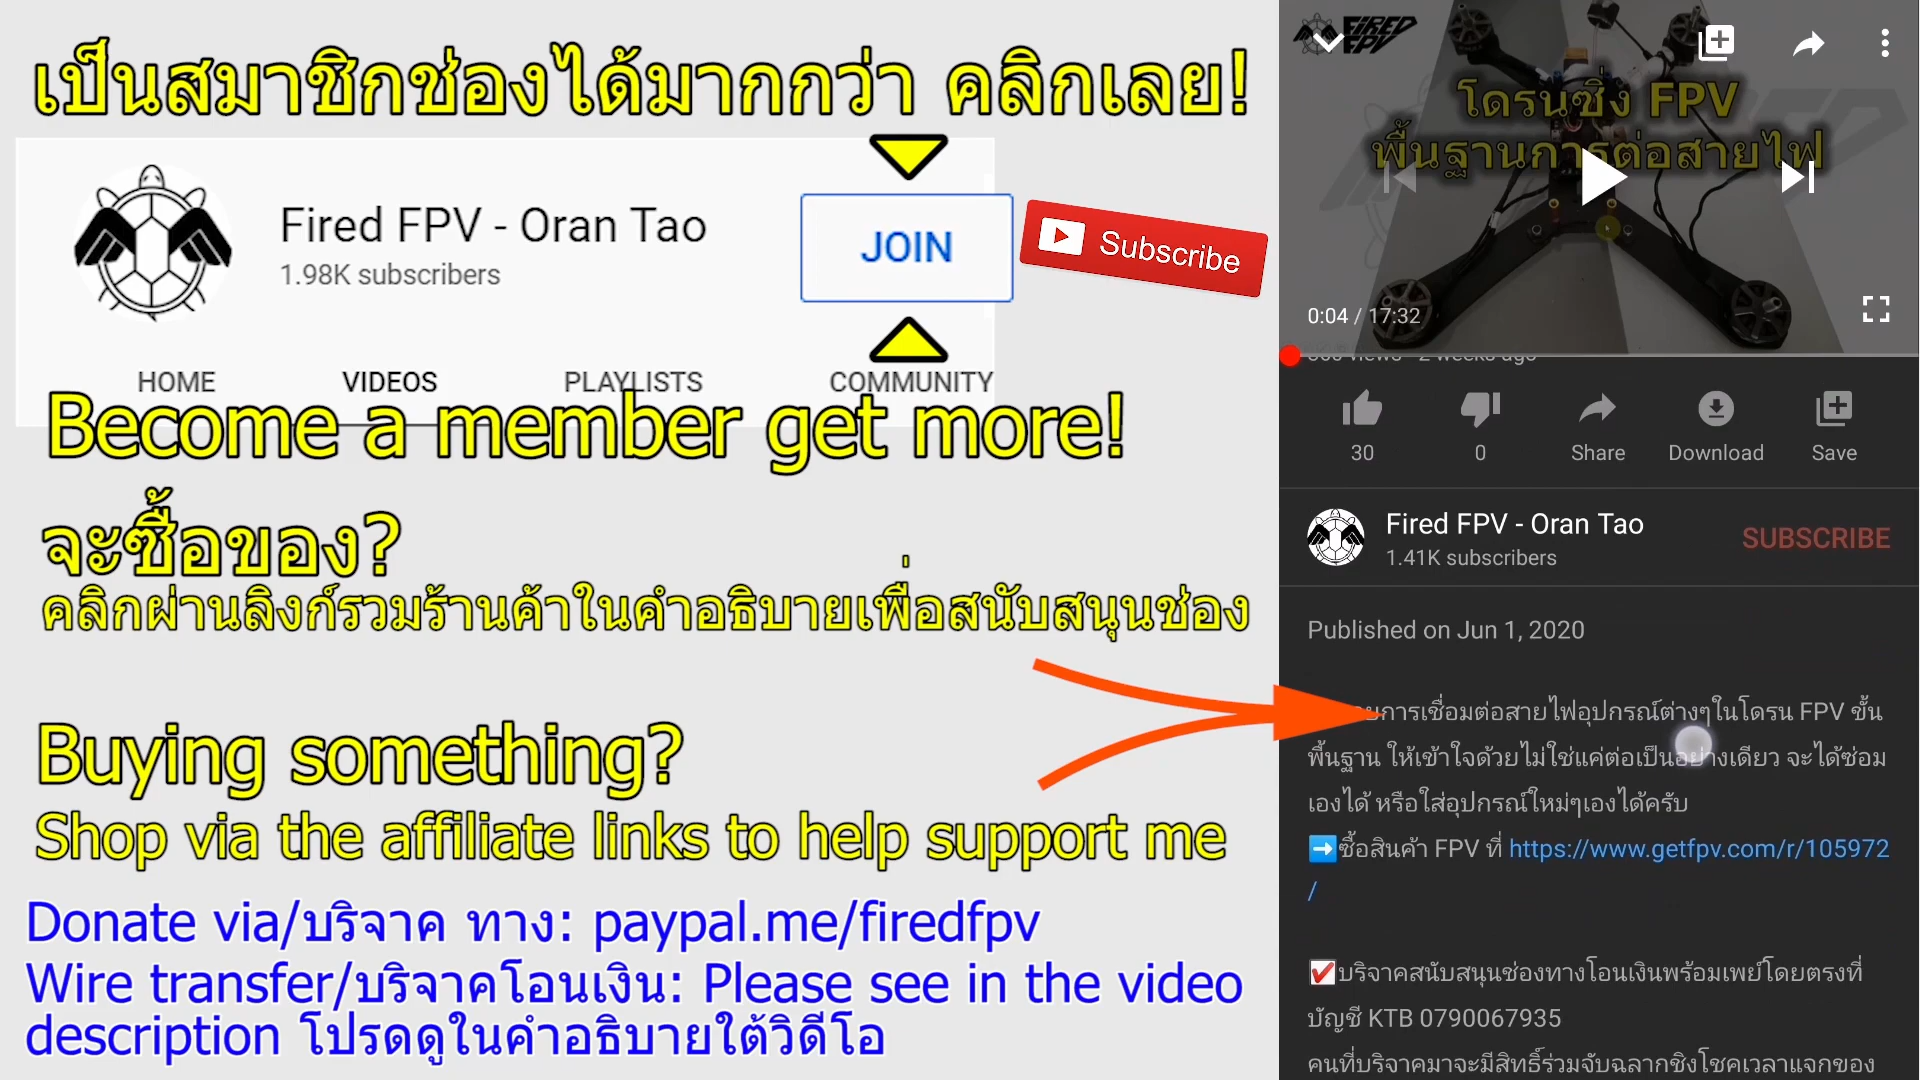 เป็นสมาชิกช่องได้มากกว่า คลิกเลย!
Fired FPV - Oran Tao
1.98K subscribers
JOIN
Subscribe
HOME VIDEOS PLAYLISTS COMMUNITY
Become a member get more!
จะซื้อของ?
คลิกผ่านลิงก์รวมร้านค้าในคำอธิบายเพื่อสนับสนุนช่อง
Buying something?
Shop via the affiliate links to help support me
Donate via/บริจาค ทาง: paypal.me/firedfpv
Wire transfer/บริจาคโอนเงิน: Please see in the video
description โปรดดูในคำอธิบายใต้วิดีโอ
FIRED
FPV
โดรนซิ่ง FPV
พื้นฐานการต่อสายไฟ
0:04 / 17:32
views 2 weeks ago
30 0 Share Download Save
Fired FPV - Oran Tao
1.41K subscribers
SUBSCRIBE
Published on Jun 1, 2020
การเชื่อมต่อสายไฟอุปกรณ์ต่างๆในโดรน FPV ขั้น
พื้นฐาน ให้เข้าใจด้วยไม่ใช่แค่ต่อเป็นอย่างเดียว จะได้ซ่อม
เองได้ หรือใส่อุปกรณ์ใหม่ๆเองได้ครับ
➡ซื้อสินค้า FPV ที่ https://www.getfpv.com/r/105972
/
บริจาคสนับสนุนช่องทางโอนเงินพร้อมเพย์โดยตรงที่
บัญชี KTB 0790067935
คนที่บริจาคมาจะมีสิทธิ์ร่วมจับฉลากชิงโชคเวลาแจกของ